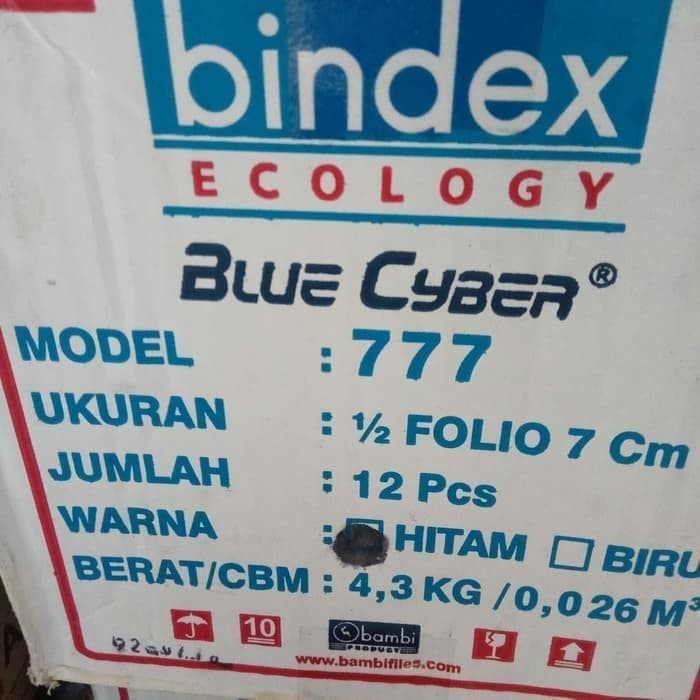 bindex
ECOLOGY
BLUE CYBER ®
MODEL : 777
UKURAN : ½ FOLIO 7 Cm
JUMLAH : 12 Pcs
WARNA : HITAM BIRU
BERAT/CBM : 4,3 KG / 0,026 M³
10
bambi
PRODUCT
www.bambifiles.com